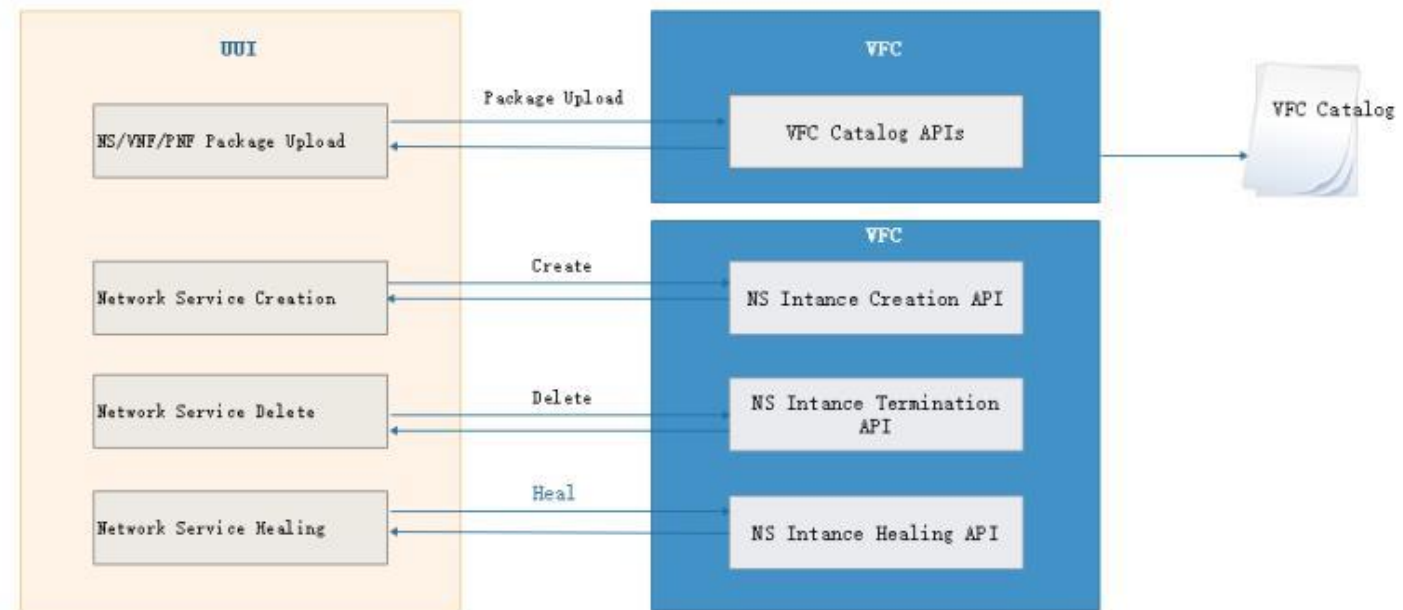 UUI
VFC
Package Upload
NS/VNF/PNF Package Upload
VFC Catalog APIs
VFC Catalog
VFC
Create
Network Service Creation
NS Intance Creation API
Delete
Network Service Delete
NS Intance Termination
API
Heal
Network Service Healing
NS Intance Healing API